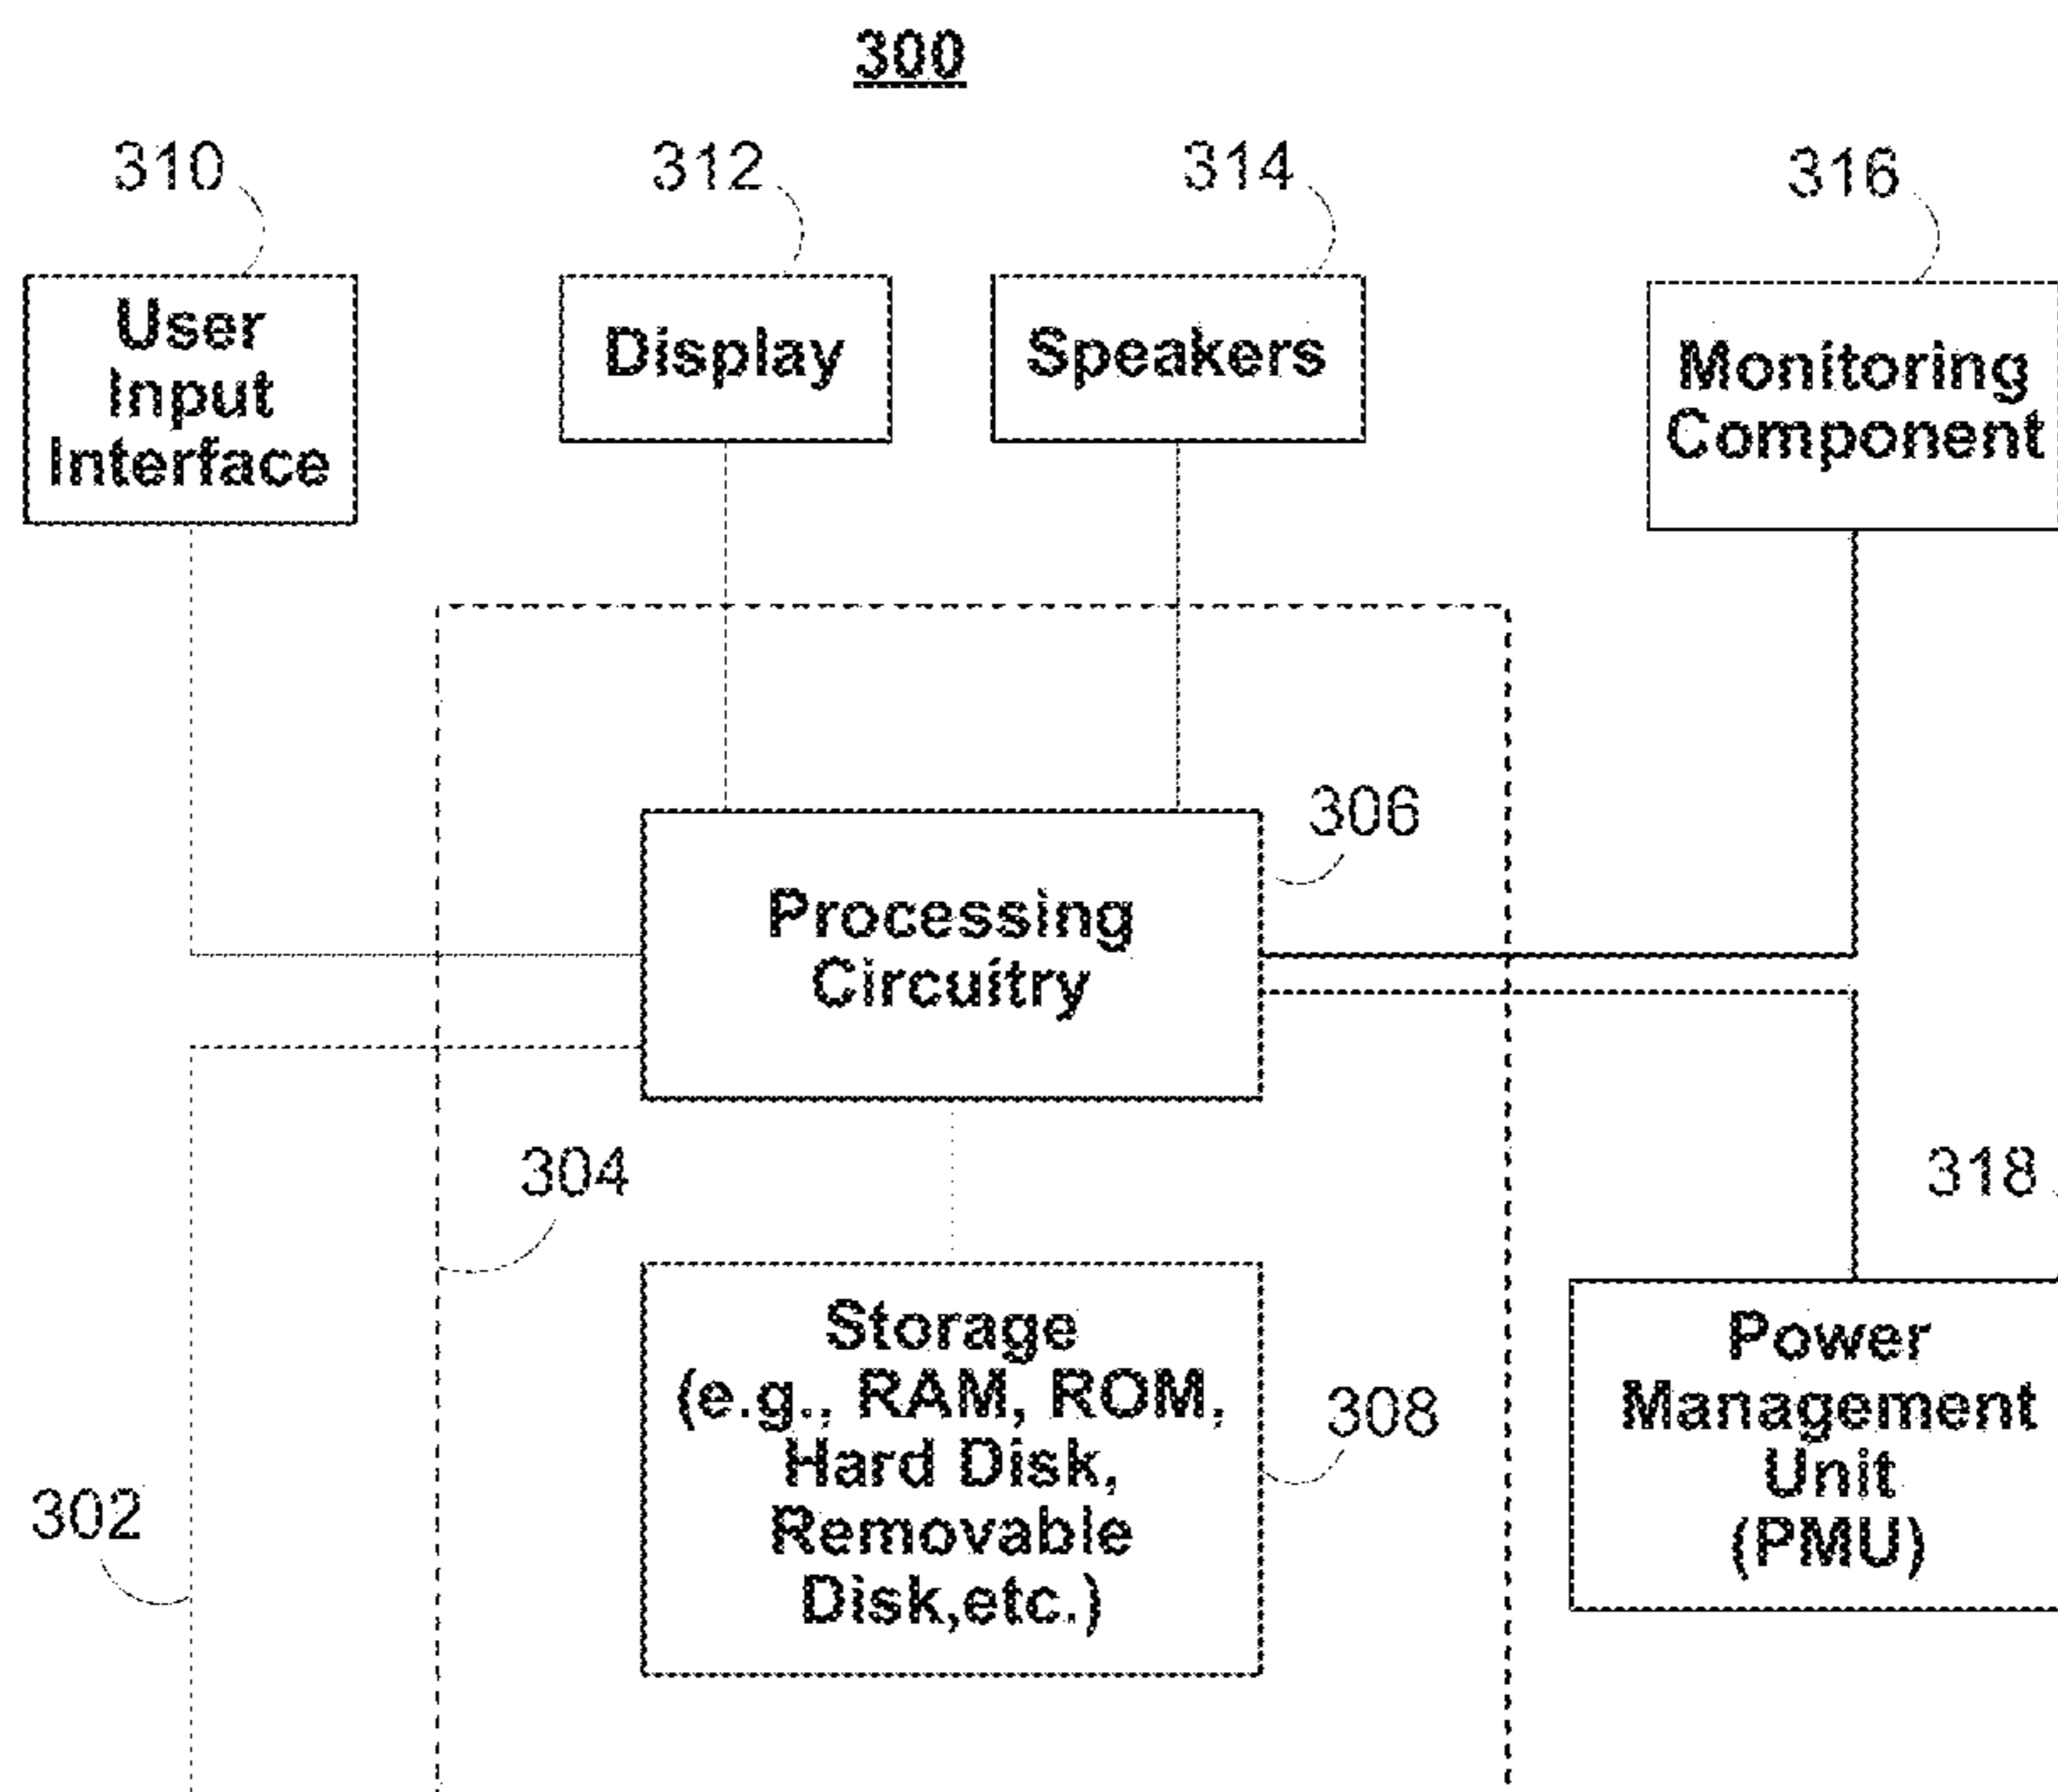 300
310
312
314
316
User
Input
Interface
Display
Speakers
Monitoring
Component
306
Processing
Circuitry
304
318
Storage
(e.g., RAM, ROM,
Hard Disk,
Removable
Disk,etc.)
308
Power
Management
Unit
(PMU)
302